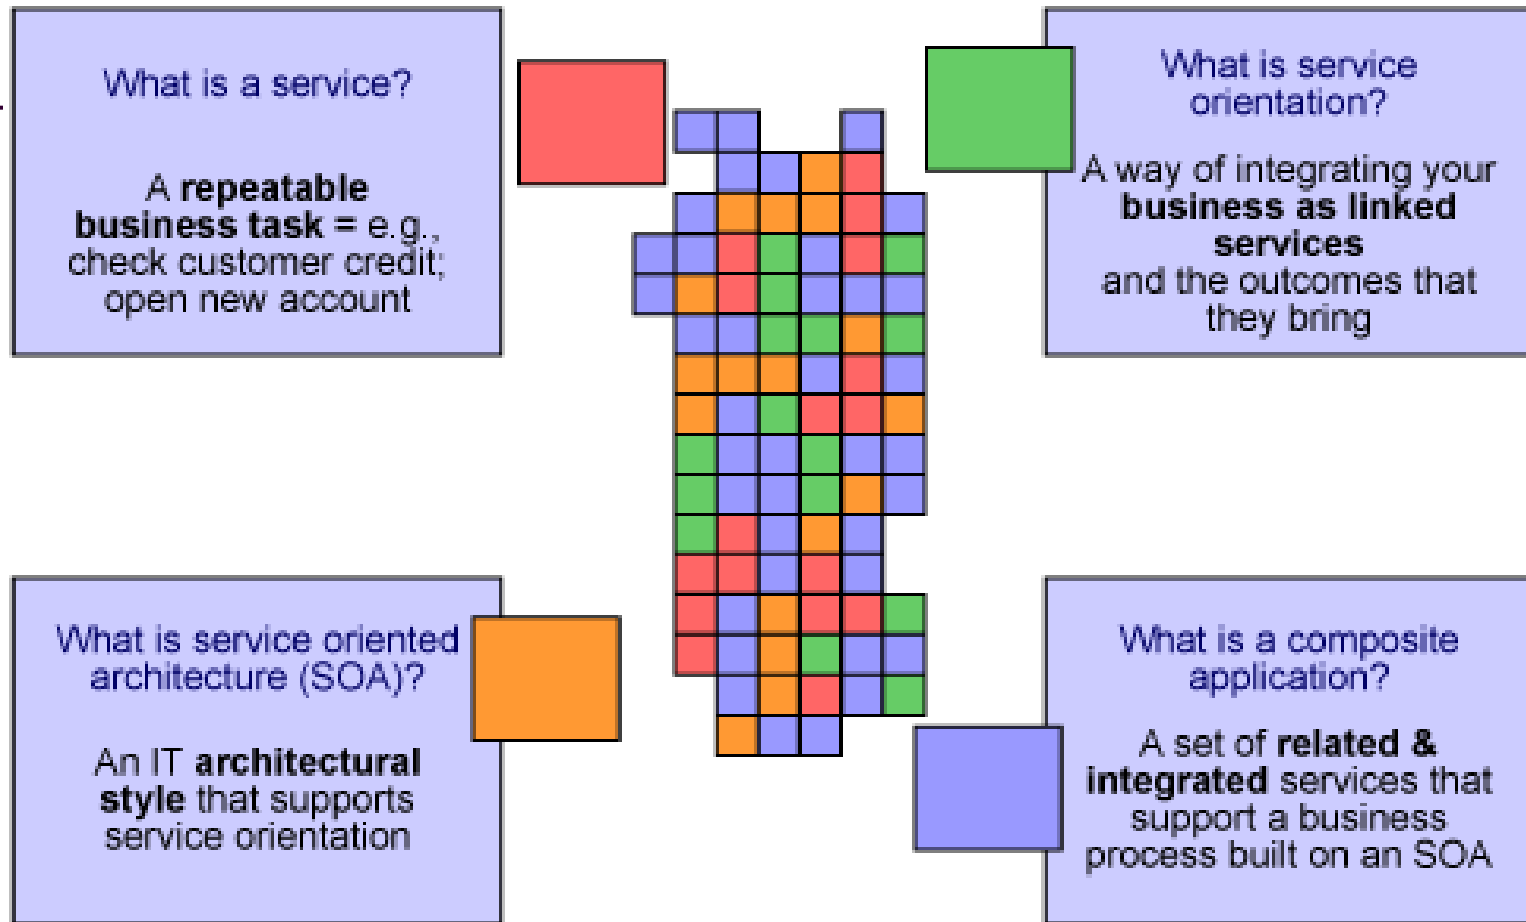 What is a service?
A repeatable
business task = e.g.,
check customer credit;
open new account
What is service
orientation?
A way of integrating your
business as linked
services
and the outcomes that
they bring
What is service oriented
architecture (SOA)?
An IT architectural
style that supports
service orientation
What is a composite
application?
A set of related &
integrated services that
support a business
process built on an SOA